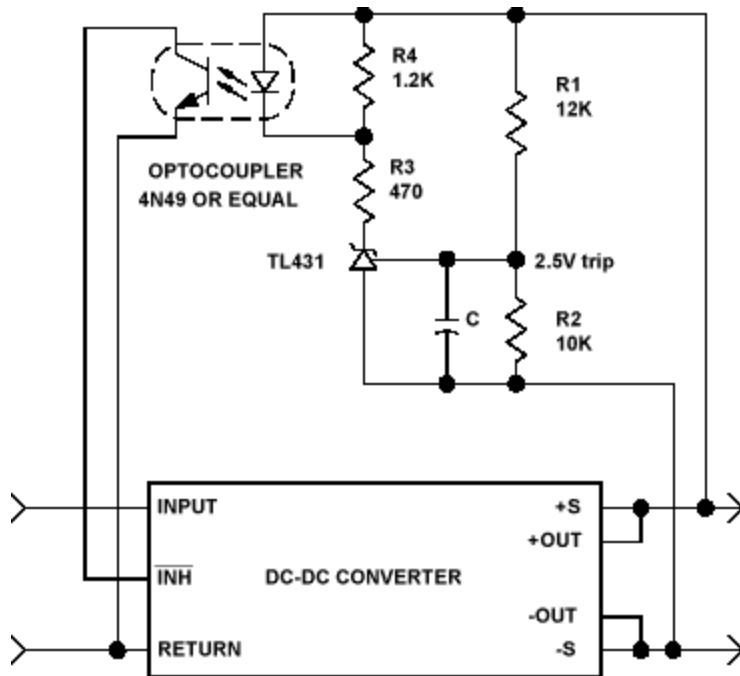 R4
1.2K
R1
12K
OPTOCOUPLER
4N49 OR EQUAL
R3
470
TL431
2.5V trip
C
R2
10K
INPUT
+S
+OUT
INH
DC-DC CONVERTER
-OUT
RETURN
-S